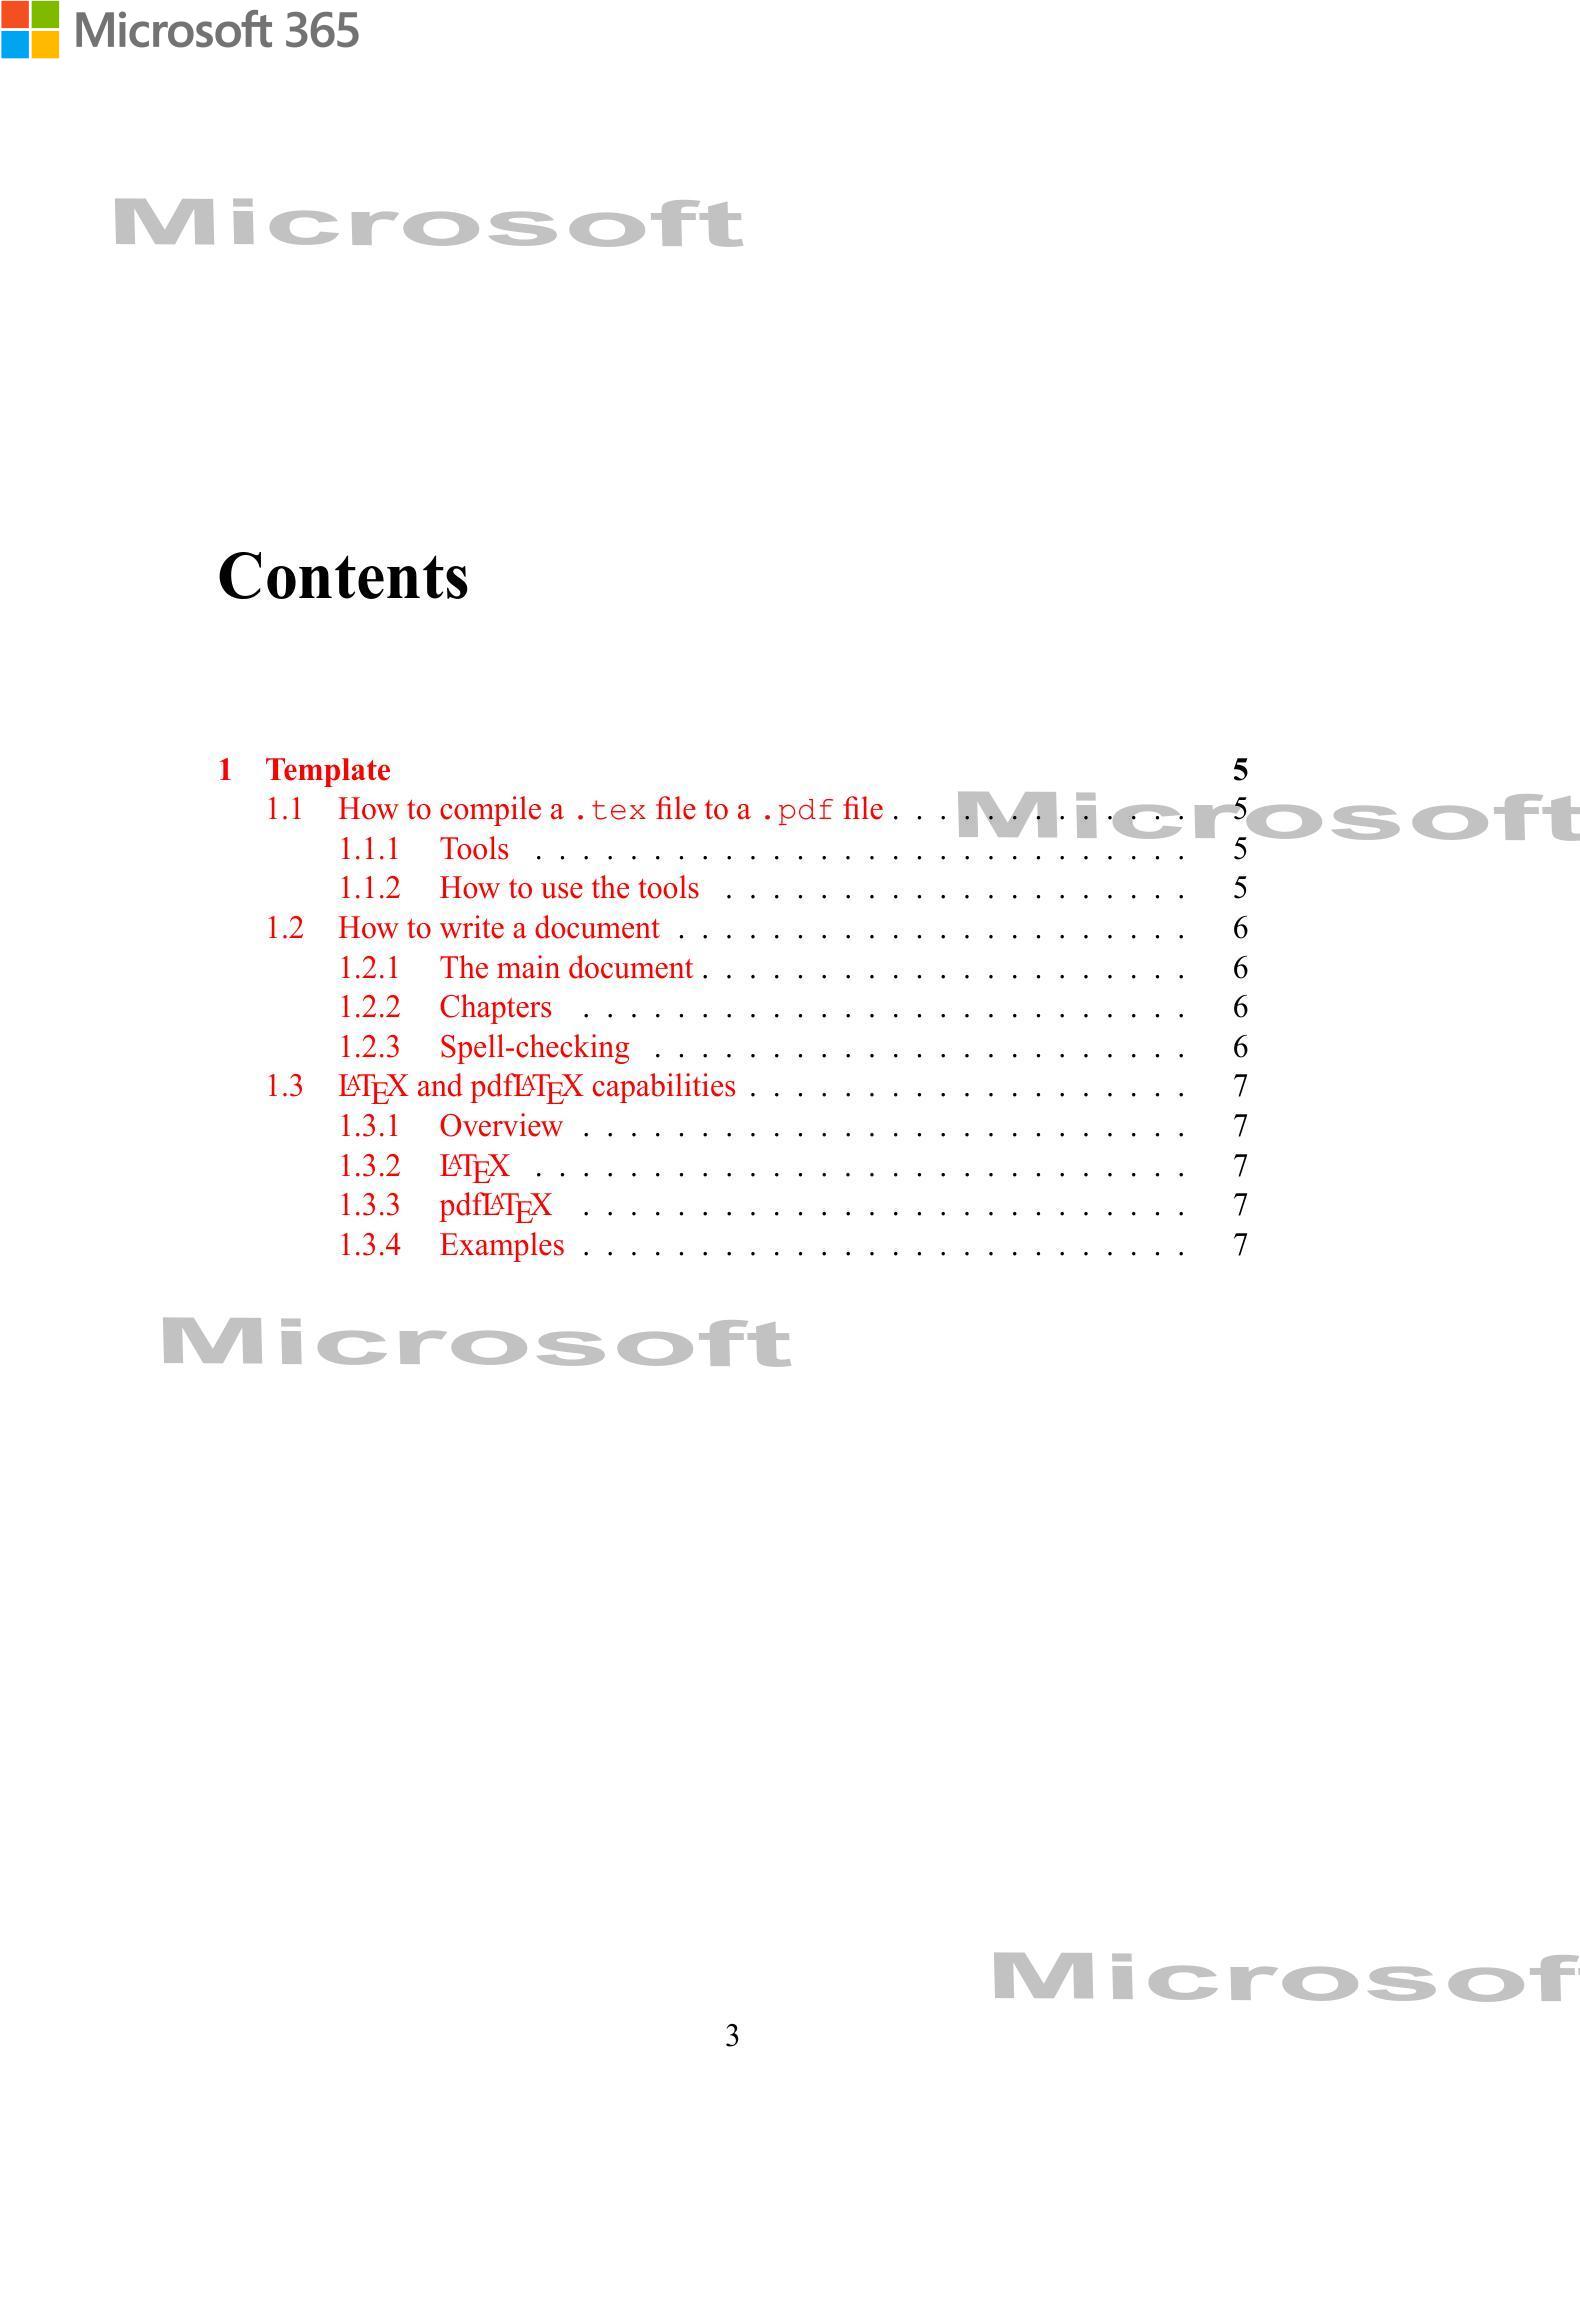 Microsoft 365
Microsoft
Contents
1 Template 5
1.1 How to compile a .tex file to a .pdf file . . . . . . . . . . . . . 5
Microsoft
1.1.1 Tools . . . . . . . . . . . . . . . . . . . . . . . . . . . . 5
1.1.2 How to use the tools . . . . . . . . . . . . . . . . . . . . 5
1.2 How to write a document . . . . . . . . . . . . . . . . . . . . . . 6
1.2.1 The main document . . . . . . . . . . . . . . . . . . . . . 6
1.2.2 Chapters . . . . . . . . . . . . . . . . . . . . . . . . . . 6
1.2.3 Spell-checking . . . . . . . . . . . . . . . . . . . . . . . 6
1.3 LATEX and pdfLATEX capabilities . . . . . . . . . . . . . . . . . . . 7
1.3.1 Overview . . . . . . . . . . . . . . . . . . . . . . . . . . 7
1.3.2 LATEX . . . . . . . . . . . . . . . . . . . . . . . . . . . . 7
1.3.3 pdfLATEX . . . . . . . . . . . . . . . . . . . . . . . . . . 7
1.3.4 Examples . . . . . . . . . . . . . . . . . . . . . . . . . . 7
Microsoft
Microsof
3